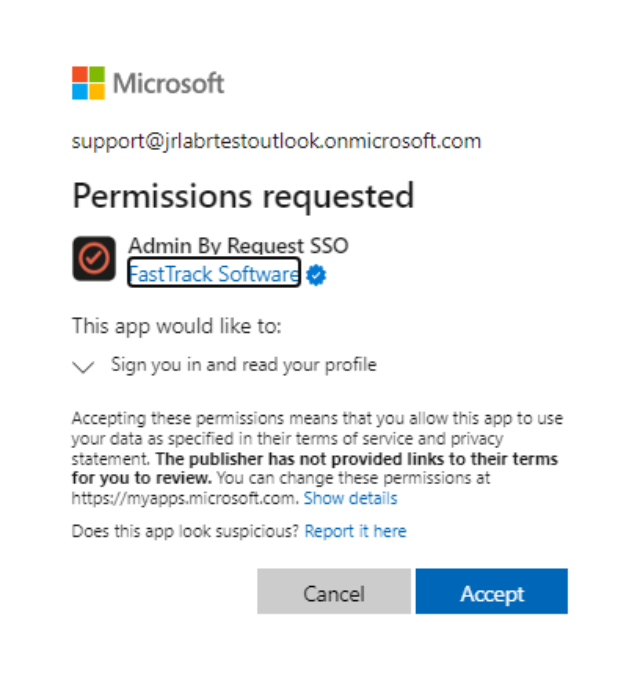 Microsoft
support@jrlabrtestoutlook.onmicrosoft.com
Permissions requested
Admin By Request SSO
FastTrack Software
This app would like to:
Sign you in and read your profile
Accepting these permissions means that you allow this app to use
your data as specified in their terms of service and privacy
statement. The publisher has not provided links to their terms
for you to review. You can change these permissions at
https://myapps.microsoft.com. Show details
Does this app look suspicious? Report it here
Cancel Accept